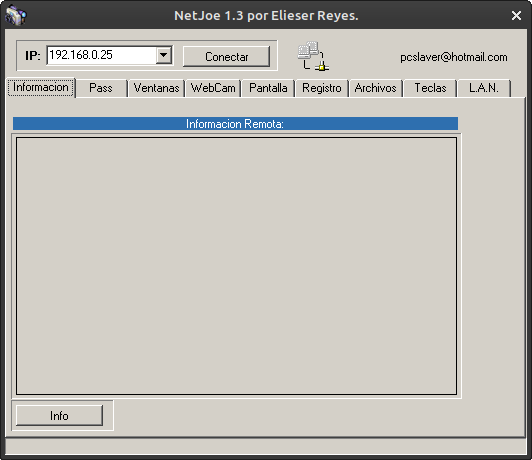 NetJoe 1.3 por Elieser Reyes.
IP: 192.168.0.25 Conectar pcslaver@hotmail.com
Informacion Pass Ventanas WebCam Pantalla Registro Archivos Teclas L.A.N.
Informacion Remota:
Info